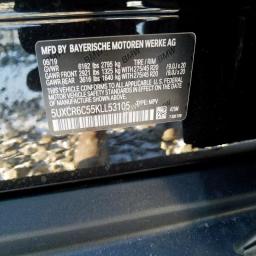 MFD BY BAYERISCHE MOTOREN WERKE AG
06/19 TIRE / RIM
GVWR 6162 lbs 2795 kg
GAWR FRONT 2921 lbs 1325 kg WITH 275/45 R20 9.0J x 20
GAWR REAR 3616 lbs 1640 kg WITH 275/45 R20 9.0J x 20
THIS VEHICLE CONFORMS TO ALL APPLICABLE U.S. FEDERAL
MOTOR VEHICLE SAFETY STANDARDS IN EFFECT
ON THE DATE OF MANUFACTURE SHOWN ABOVE.
5UXCR6C55KLL53105 TYPE: MPV